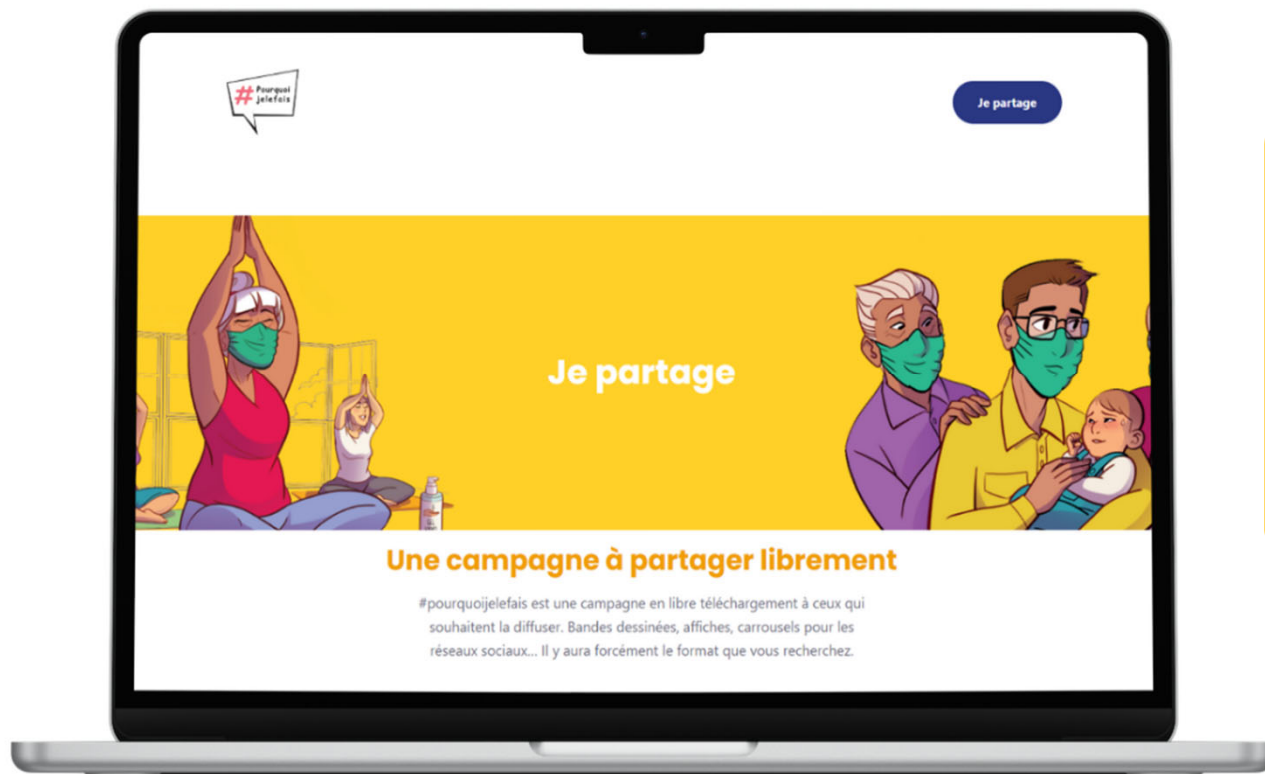 # Pourquoi
jelefais
Je partage
Je partage
Une campagne à partager librement
#pourquoijelefais est une campagne en libre téléchargement à ceux qui
souhaitent la diffuser. Bandes dessinées, affiches, carrousels pour les
réseaux sociaux... Il y aura forcément le format que vous recherchez.